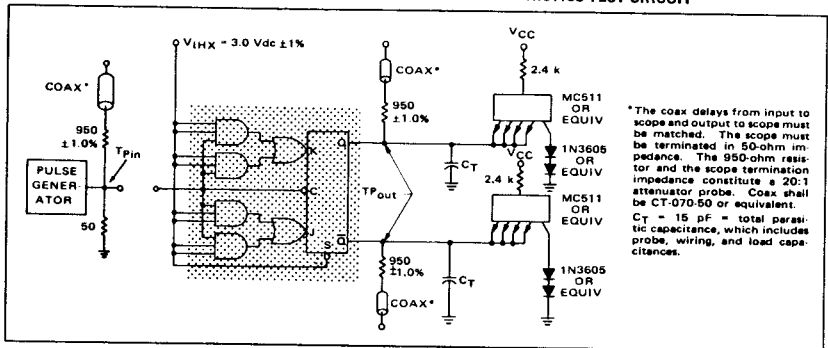 V_IHX = 3.0 Vdc ±1%
COAX*
950
±1.0%
TPin
PULSE
GENER-
ATOR
50
K
C
J
S
Q
Q̅
COAX*
950
±1.0%
TPout
950
±1.0%
COAX*
CT
CT
VCC
2.4 k
MC511
OR
EQUIV
1N3605
OR
EQUIV
VCC
2.4 k
MC511
OR
EQUIV
1N3605
OR
EQUIV
*The coax delays from input to
scope and output to scope must
be matched. The scope must
be terminated in 50-ohm im-
pedance. The 950-ohm resis-
tor and the scope termination
impedance constitute a 20:1
attenuator probe. Coax shall
be CT-070-50 or equivalent.
CT = 15 pF = total parasi-
tic capacitance, which includes
probe, wiring, and load capa-
citances.